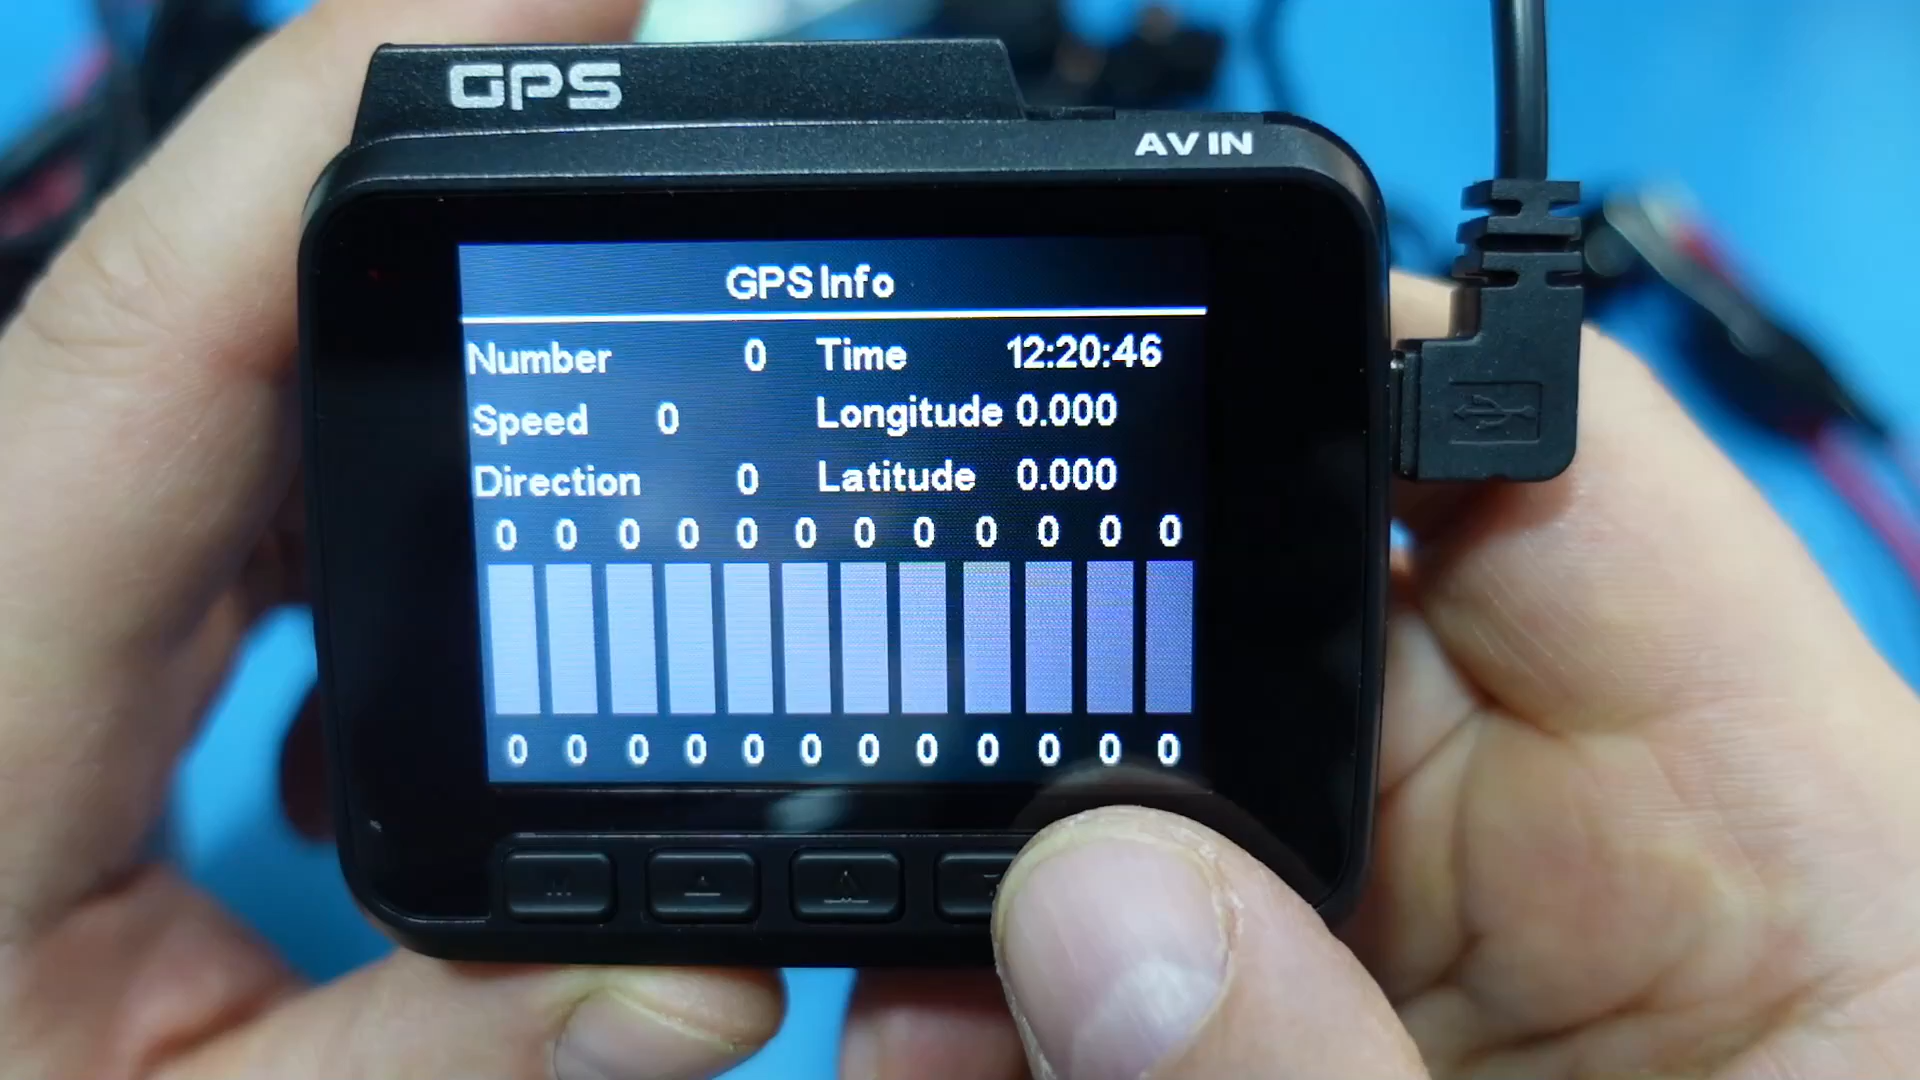 GPS
AV IN
GPS Info
Number 0 Time 12:20:46
Speed 0 Longitude 0.000
Direction 0 Latitude 0.000
0 0 0 0 0 0 0 0 0 0 0 0
0 0 0 0 0 0 0 0 0 0 0 0